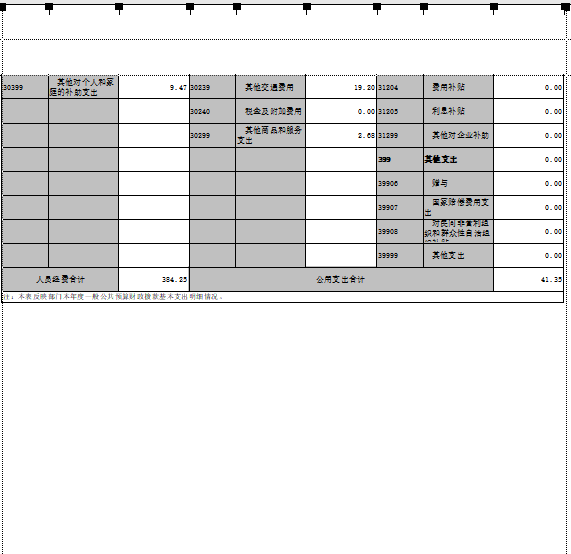 30399 其他对个人和家庭的补助支出 9.47 30239 其他交通费用 19.20 31204 费用补贴 0.00
30240 税金及附加费用 0.00 31205 利息补贴 0.00
30299 其他商品和服务支出 2.68 31299 其他对企业补助 0.00
399 其他支出 0.00
39906 赠与 0.00
39907 国家赔偿费用支出 0.00
39908 对民间非营利组织和群众性自治组织补贴 0.00
39999 其他支出 0.00
人员经费合计 384.25 公用支出合计 41.35
注：本表反映部门本年度一般公共预算财政拨款基本支出明细情况。